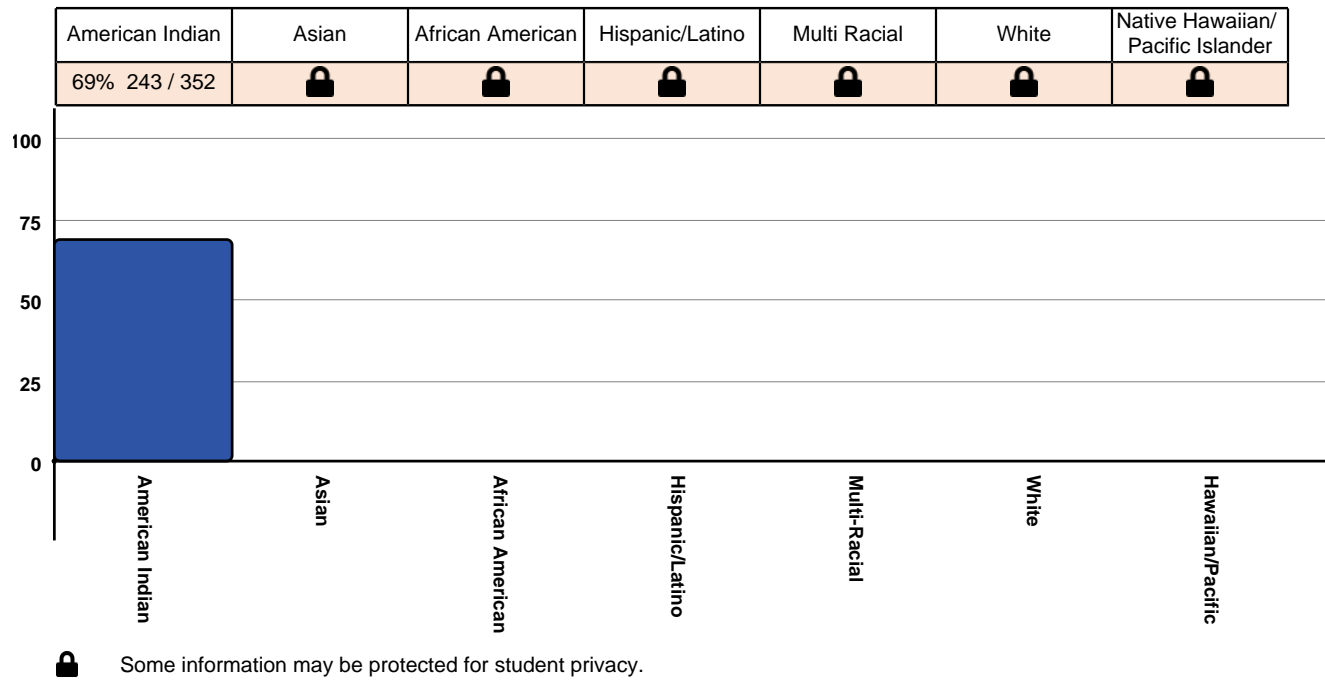 American Indian
Asian
African American
Hispanic/Latino
Multi Racial
White
Native Hawaiian/
Pacific Islander
69% 243 / 352
100
75
50
25
0
American Indian
Asian
African American
Hispanic/Latino
Multi-Racial
White
Hawaiian/Pacific
Some information may be protected for student privacy.